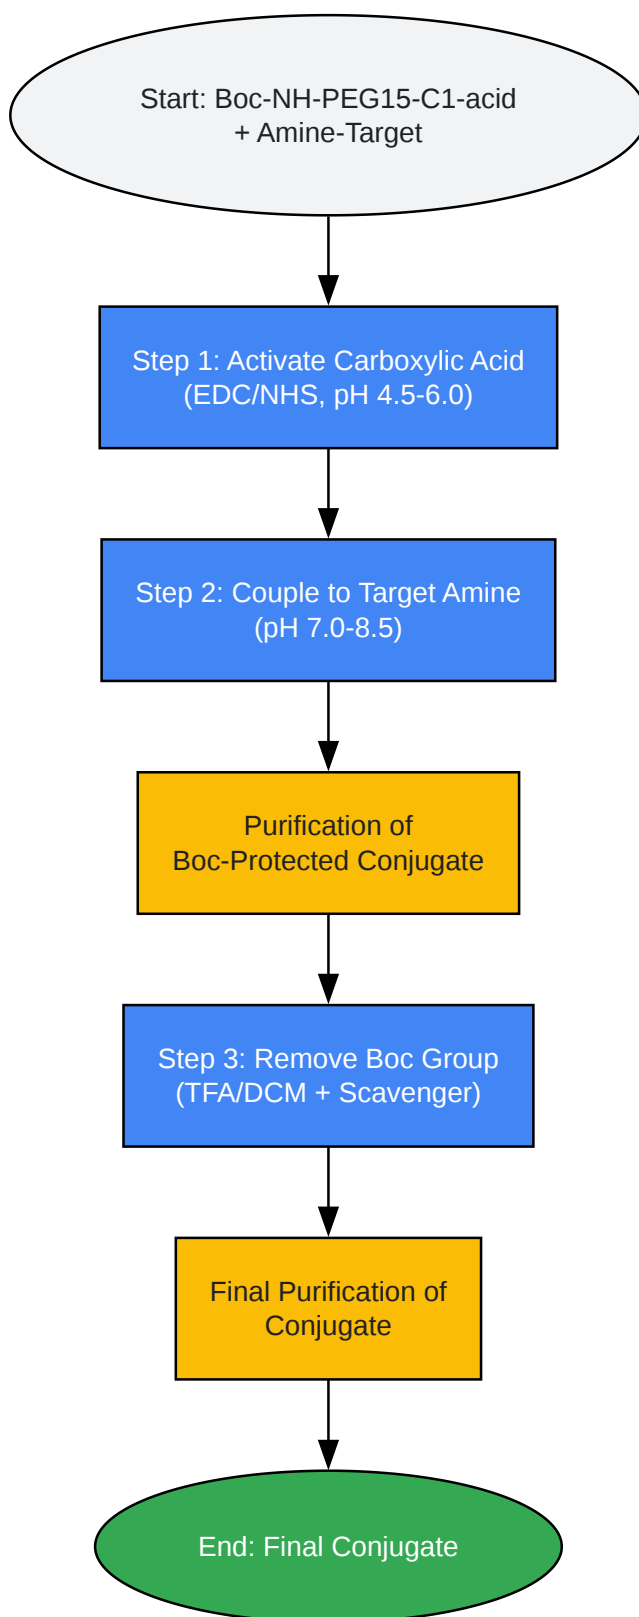 Start: Boc-NH-PEG15-C1-acid
+ Amine-Target
Step 1: Activate Carboxylic Acid
(EDC/NHS, pH 4.5-6.0)
Step 2: Couple to Target Amine
(pH 7.0-8.5)
Purification of
Boc-Protected Conjugate
Step 3: Remove Boc Group
(TFA/DCM + Scavenger)
Final Purification of
Conjugate
End: Final Conjugate